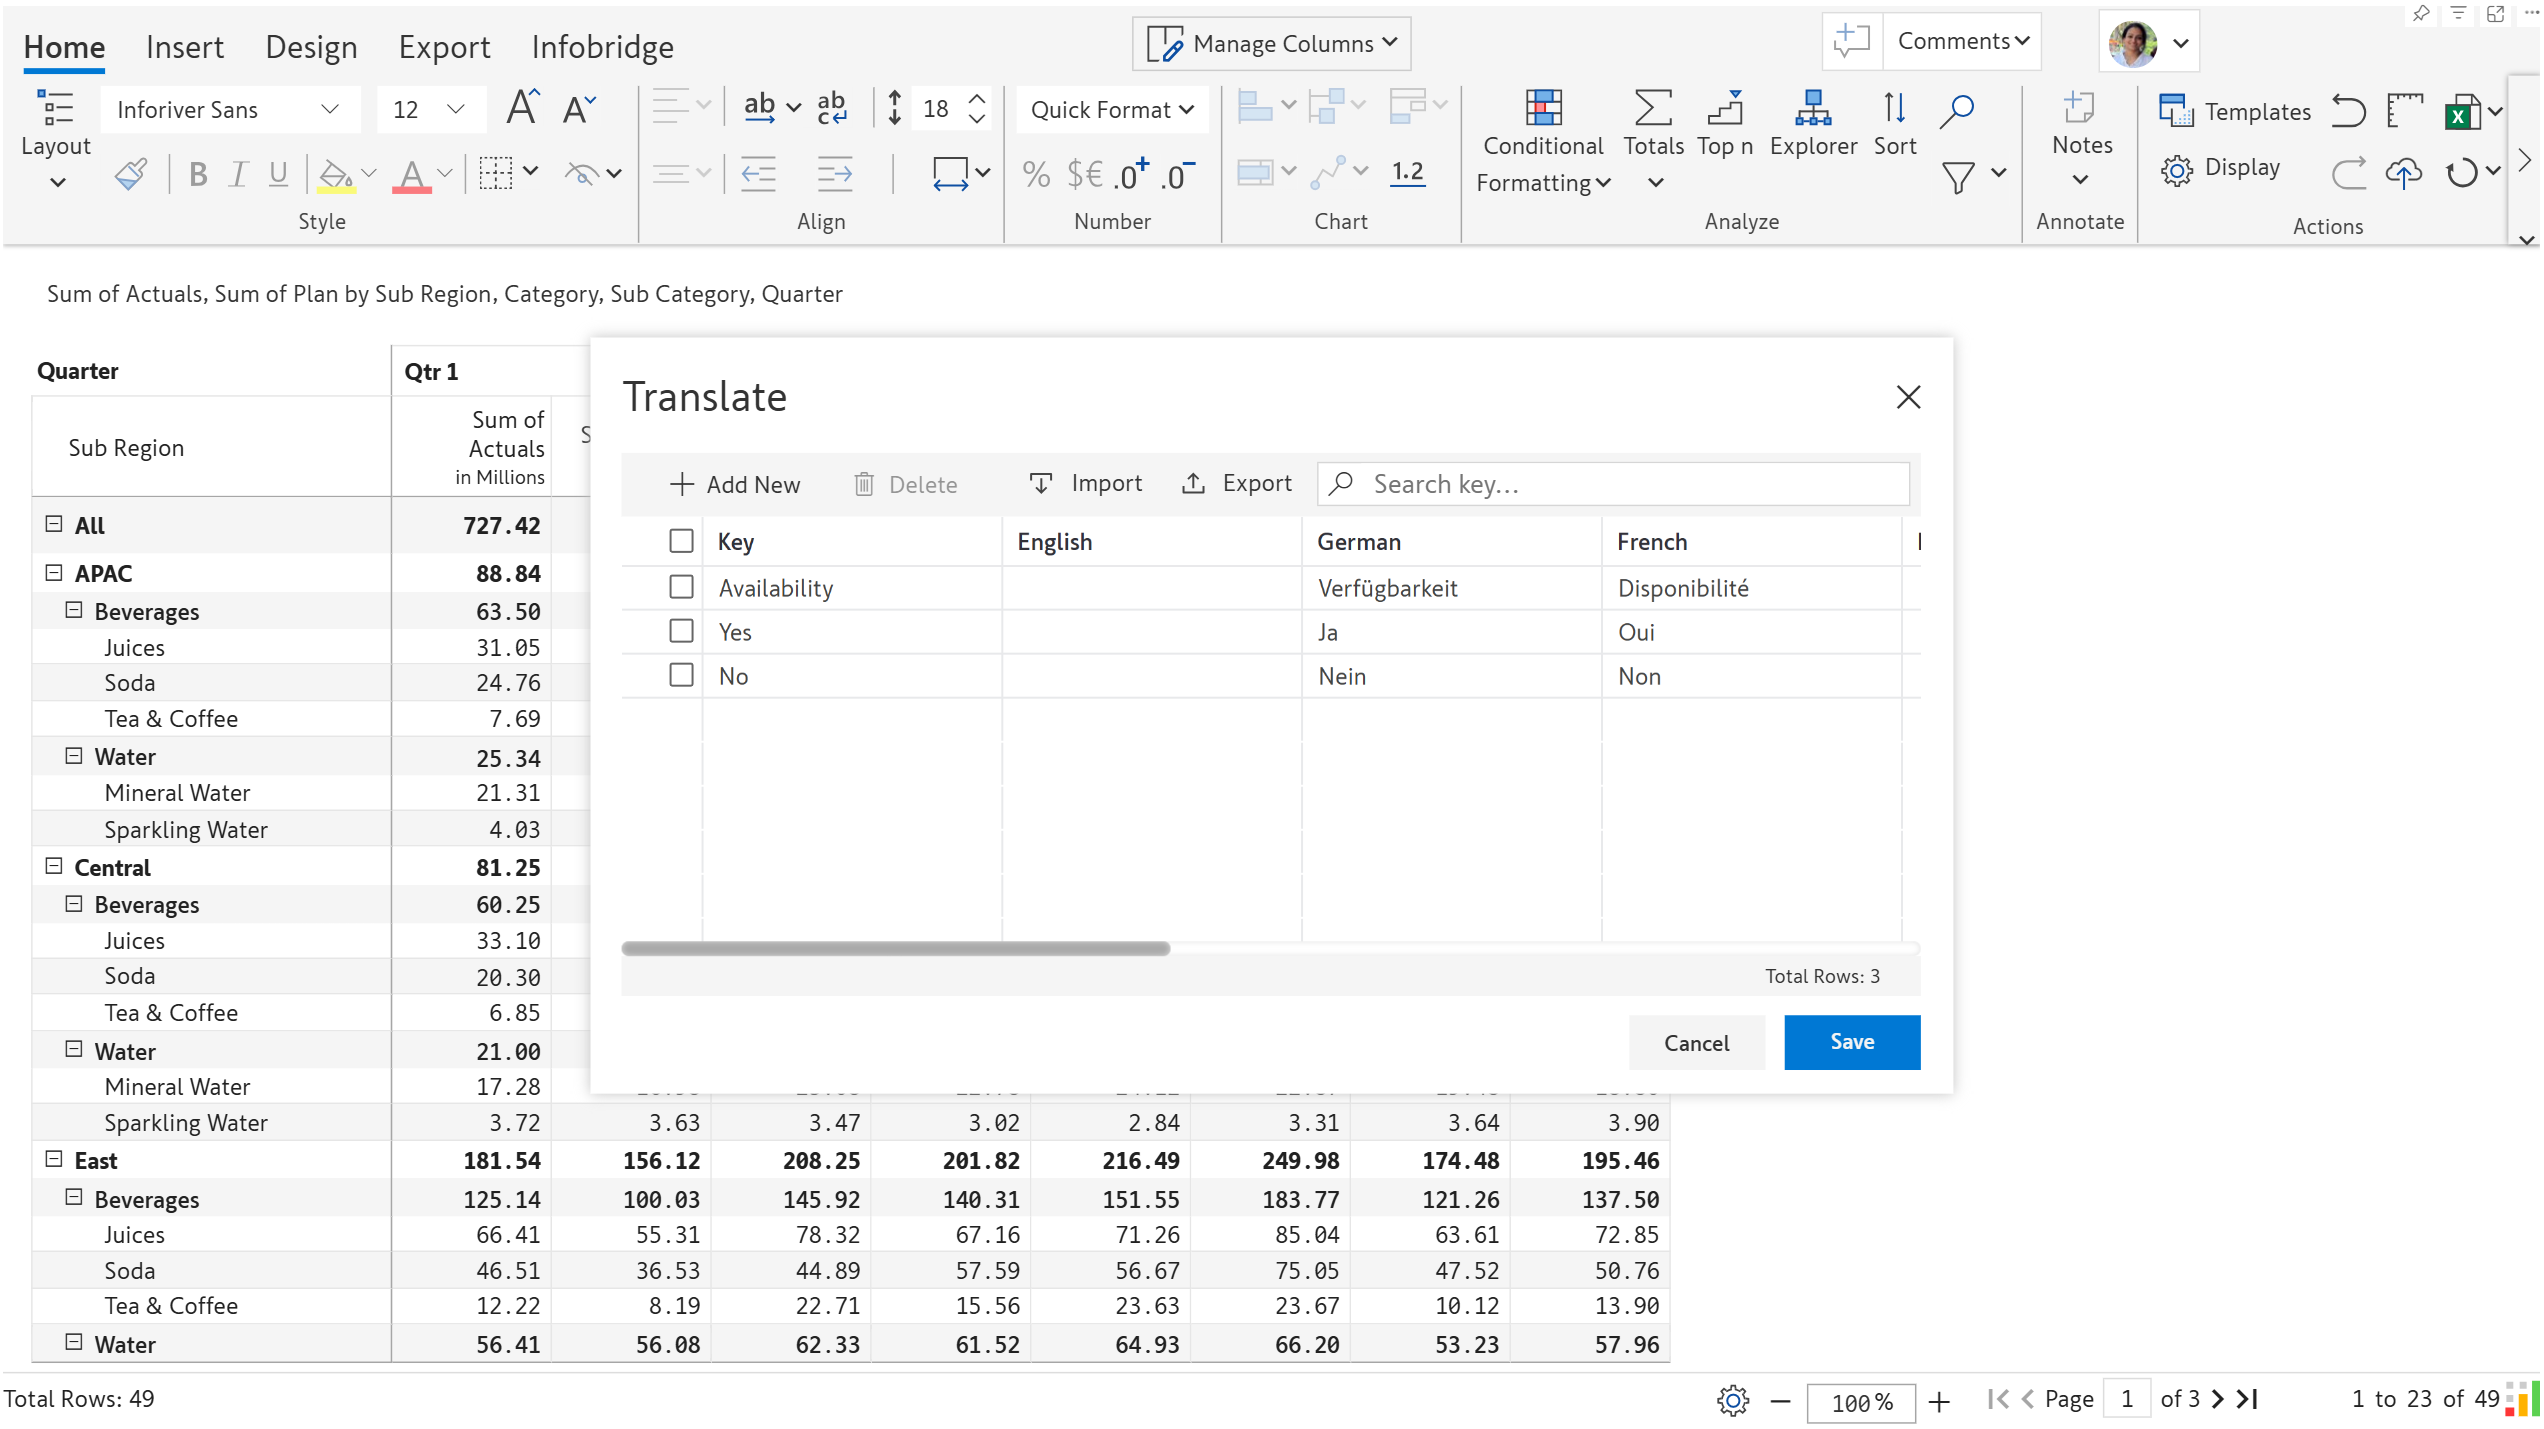 Home Insert Design Export Infobridge Manage Columns Comments
Inforiver Sans 12 ab ab c 18 Quick Format Templates
Layout Conditional Formatting Totals Top n Explorer Sort Notes
B I U A % $€ .0 .0 1.2 Display
Style Align Number Chart Analyze Annotate Actions
Sum of Actuals, Sum of Plan by Sub Region, Category, Sub Category, Quarter
Quarter Qtr 1
Sub Region Sum of Actuals in Millions
All 727.42
APAC 88.84
Beverages 63.50
Juices 31.05
Soda 24.76
Tea & Coffee 7.69
Water 25.34
Mineral Water 21.31
Sparkling Water 4.03
Central 81.25
Beverages 60.25
Juices 33.10
Soda 20.30
Tea & Coffee 6.85
Water 21.00
Mineral Water 17.28
Sparkling Water 3.72 3.63 3.47 3.02 2.84 3.31 3.64 3.90
East 181.54 156.12 208.25 201.82 216.49 249.98 174.48 195.46
Beverages 125.14 100.03 145.92 140.31 151.55 183.77 121.26 137.50
Juices 66.41 55.31 78.32 67.16 71.26 85.04 63.61 72.85
Soda 46.51 36.53 44.89 57.59 56.67 75.05 47.52 50.76
Tea & Coffee 12.22 8.19 22.71 15.56 23.63 23.67 10.12 13.90
Water 56.41 56.08 62.33 61.52 64.93 66.20 53.23 57.96
Translate
Add New Delete Import Export Search key...
Key English German French
Availability Verfügbarkeit Disponibilité
Yes Ja Oui
No Nein Non
Total Rows: 3
Cancel Save
Total Rows: 49 100% Page 1 of 3 1 to 23 of 49